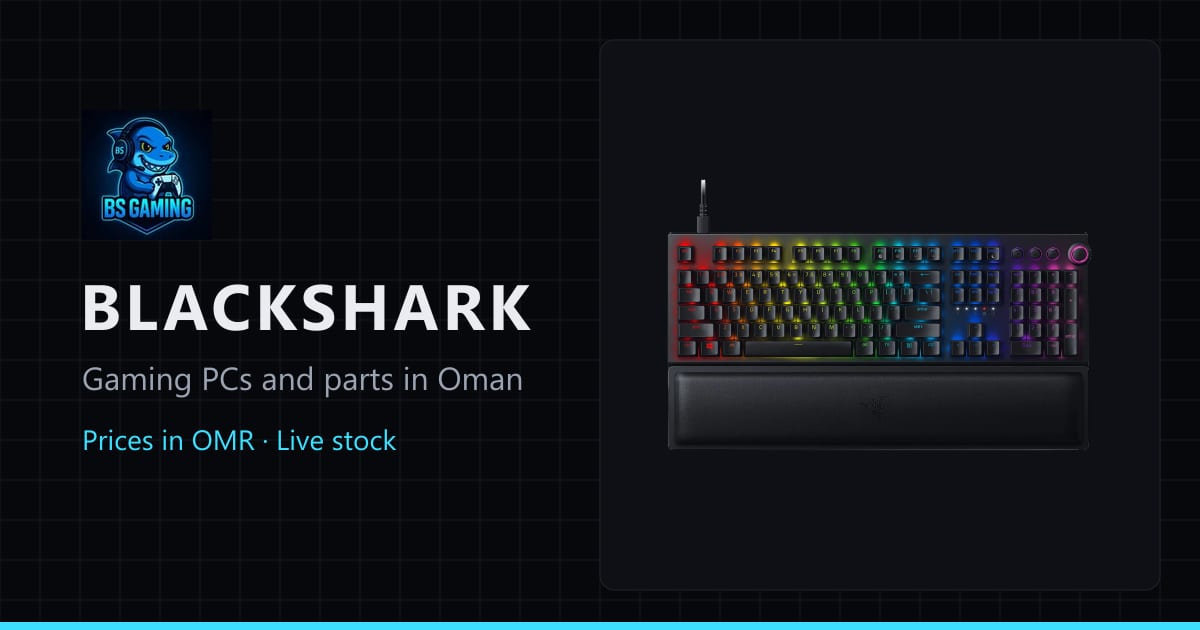 BS
BS GAMING
BLACKSHARK
Gaming PCs and parts in Oman
Prices in OMR · Live stock